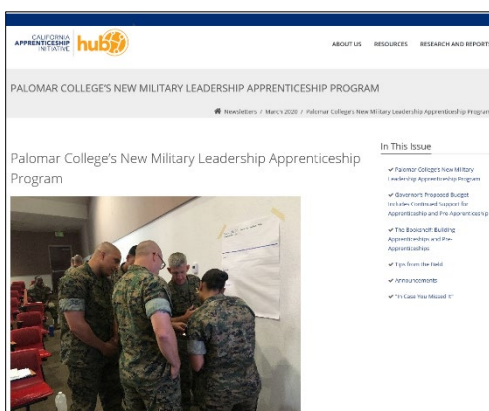 CALIFORNIA
APPRENTICESHIP
INITIATIVE
hub
ABOUT US RESOURCES RESEARCH AND REPORTS
PALOMAR COLLEGE'S NEW MILITARY LEADERSHIP APPRENTICESHIP PROGRAM
Newsletters / March 2020 / Palomar College's New Military Leadership Apprenticeship Program
Palomar College's New Military Leadership Apprenticeship
Program
In This Issue
Palomar College's New Military
Leadership Apprenticeship Program
Governor's Proposed Budget
Includes Continued Support for
Apprenticeship and Pre-Apprenticeship
The Bookshelf: Building
Apprenticeships and Pre-
Apprenticeships
Tips from the Field
Announcements
"In Case You Missed It"